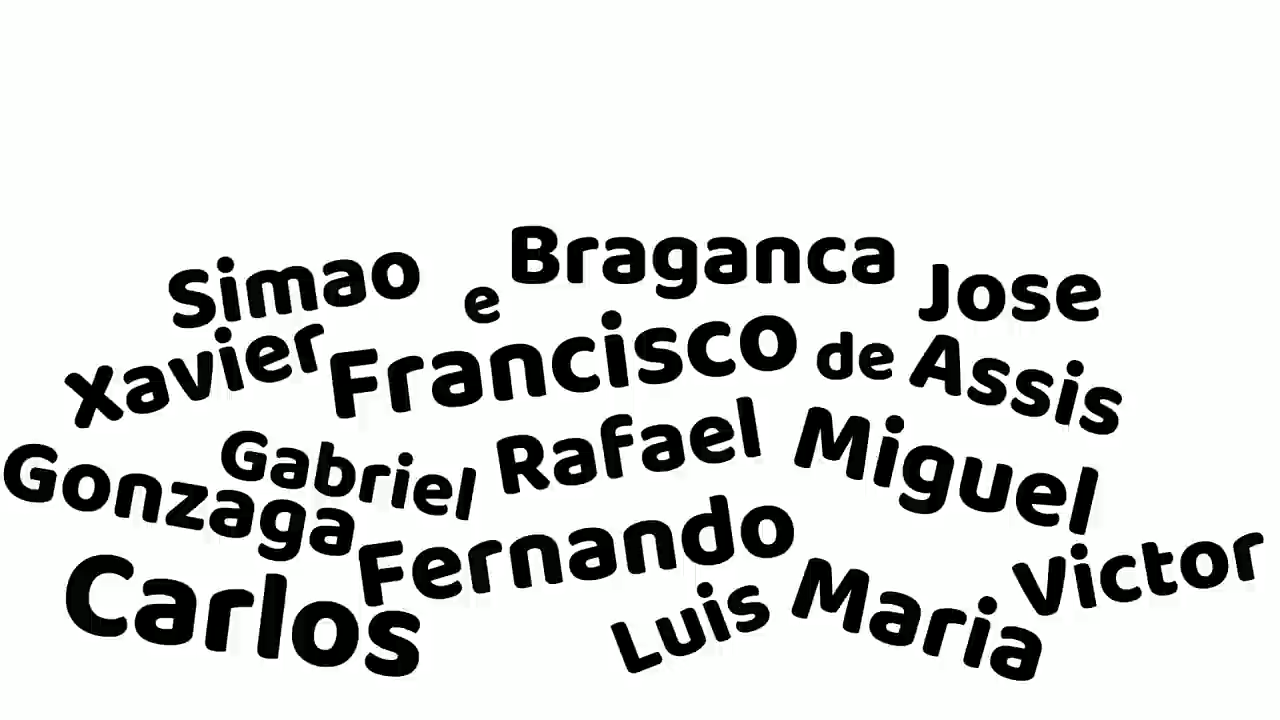 Simao e Braganca Jose
Xavier Francisco de Assis
Gabriel Rafael Miguel
Gonzaga Fernando Victor
Carlos Luis Maria